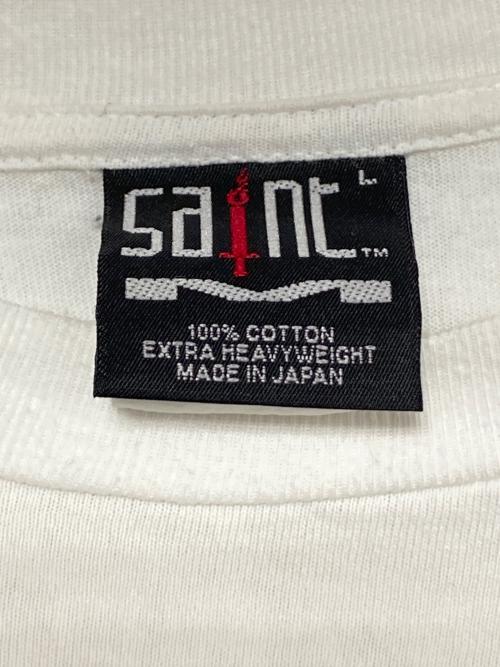 saint L
TM
100% COTTON
EXTRA HEAVYWEIGHT
MADE IN JAPAN